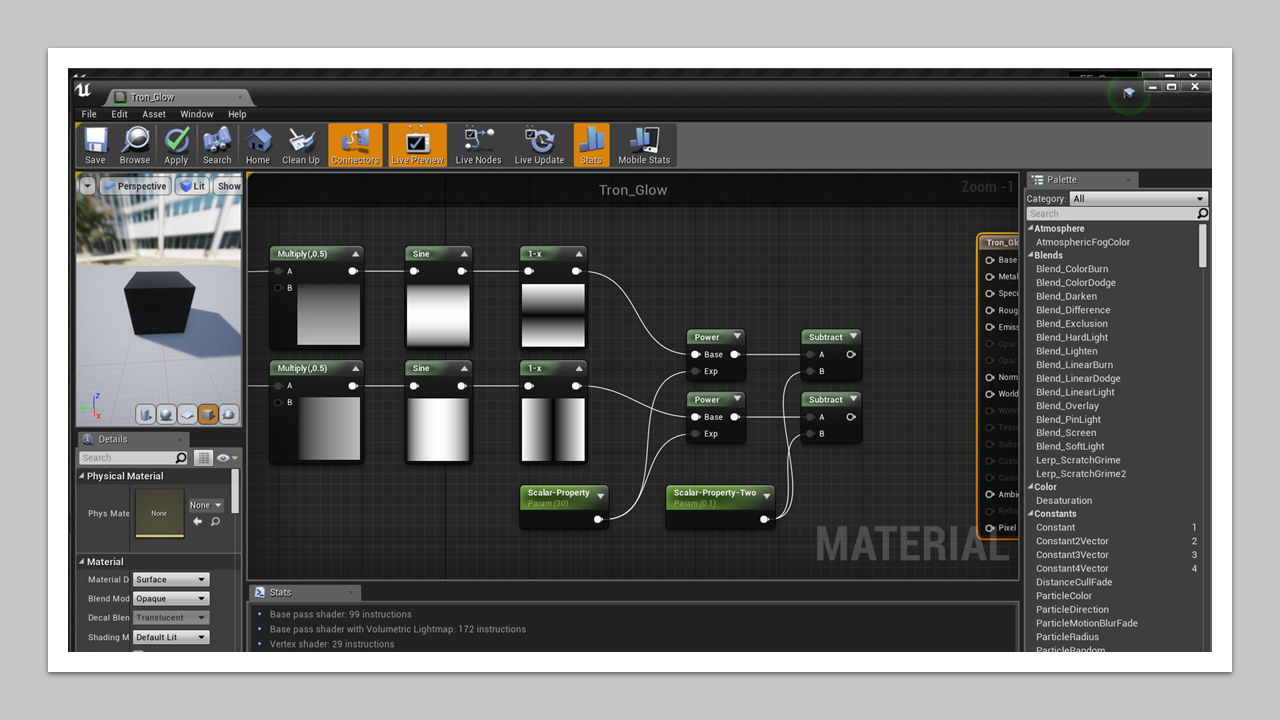 Tron_Glow
File Edit Asset Window Help
Save Browse Apply Search Home Clean Up Connectors Live Preview Live Nodes Live Update Stats Mobile Stats
Perspective Lit Show
Tron_Glow
Zoom -1
Multiply(,0.5)
A
B
Sine
1-x
Multiply(,0.5)
A
B
Sine
1-x
Power
Base
Exp
Power
Base
Exp
Subtract
A
B
Subtract
A
B
Scalar-Property
Param (30)
Scalar-Property-Two
Param (0.1)
Tron_Glo
Base
Metal
Specu
Roug
Emiss
Opac
Opac
Norm
World
World
Tesse
Subs
Custo
Custo
Ambi
Refra
Pixel
MATERIAL
z
x
Details
Search
Physical Material
Phys Mate
None
None
Material
Material D Surface
Blend Mod Opaque
Decal Blen Translucent
Shading M Default Lit
Stats
Base pass shader: 99 instructions
Base pass shader with Volumetric Lightmap: 172 instructions
Vertex shader: 29 instructions
Palette
Category: All
Search
Atmosphere
AtmosphericFogColor
Blends
Blend_ColorBurn
Blend_ColorDodge
Blend_Darken
Blend_Difference
Blend_Exclusion
Blend_HardLight
Blend_Lighten
Blend_LinearBurn
Blend_LinearDodge
Blend_LinearLight
Blend_Overlay
Blend_PinLight
Blend_Screen
Blend_SoftLight
Lerp_ScratchGrime
Lerp_ScratchGrime2
Color
Desaturation
Constants
Constant 1
Constant2Vector 2
Constant3Vector 3
Constant4Vector 4
DistanceCullFade
ParticleColor
ParticleDirection
ParticleMotionBlurFade
ParticleRadius
ParticleRandom